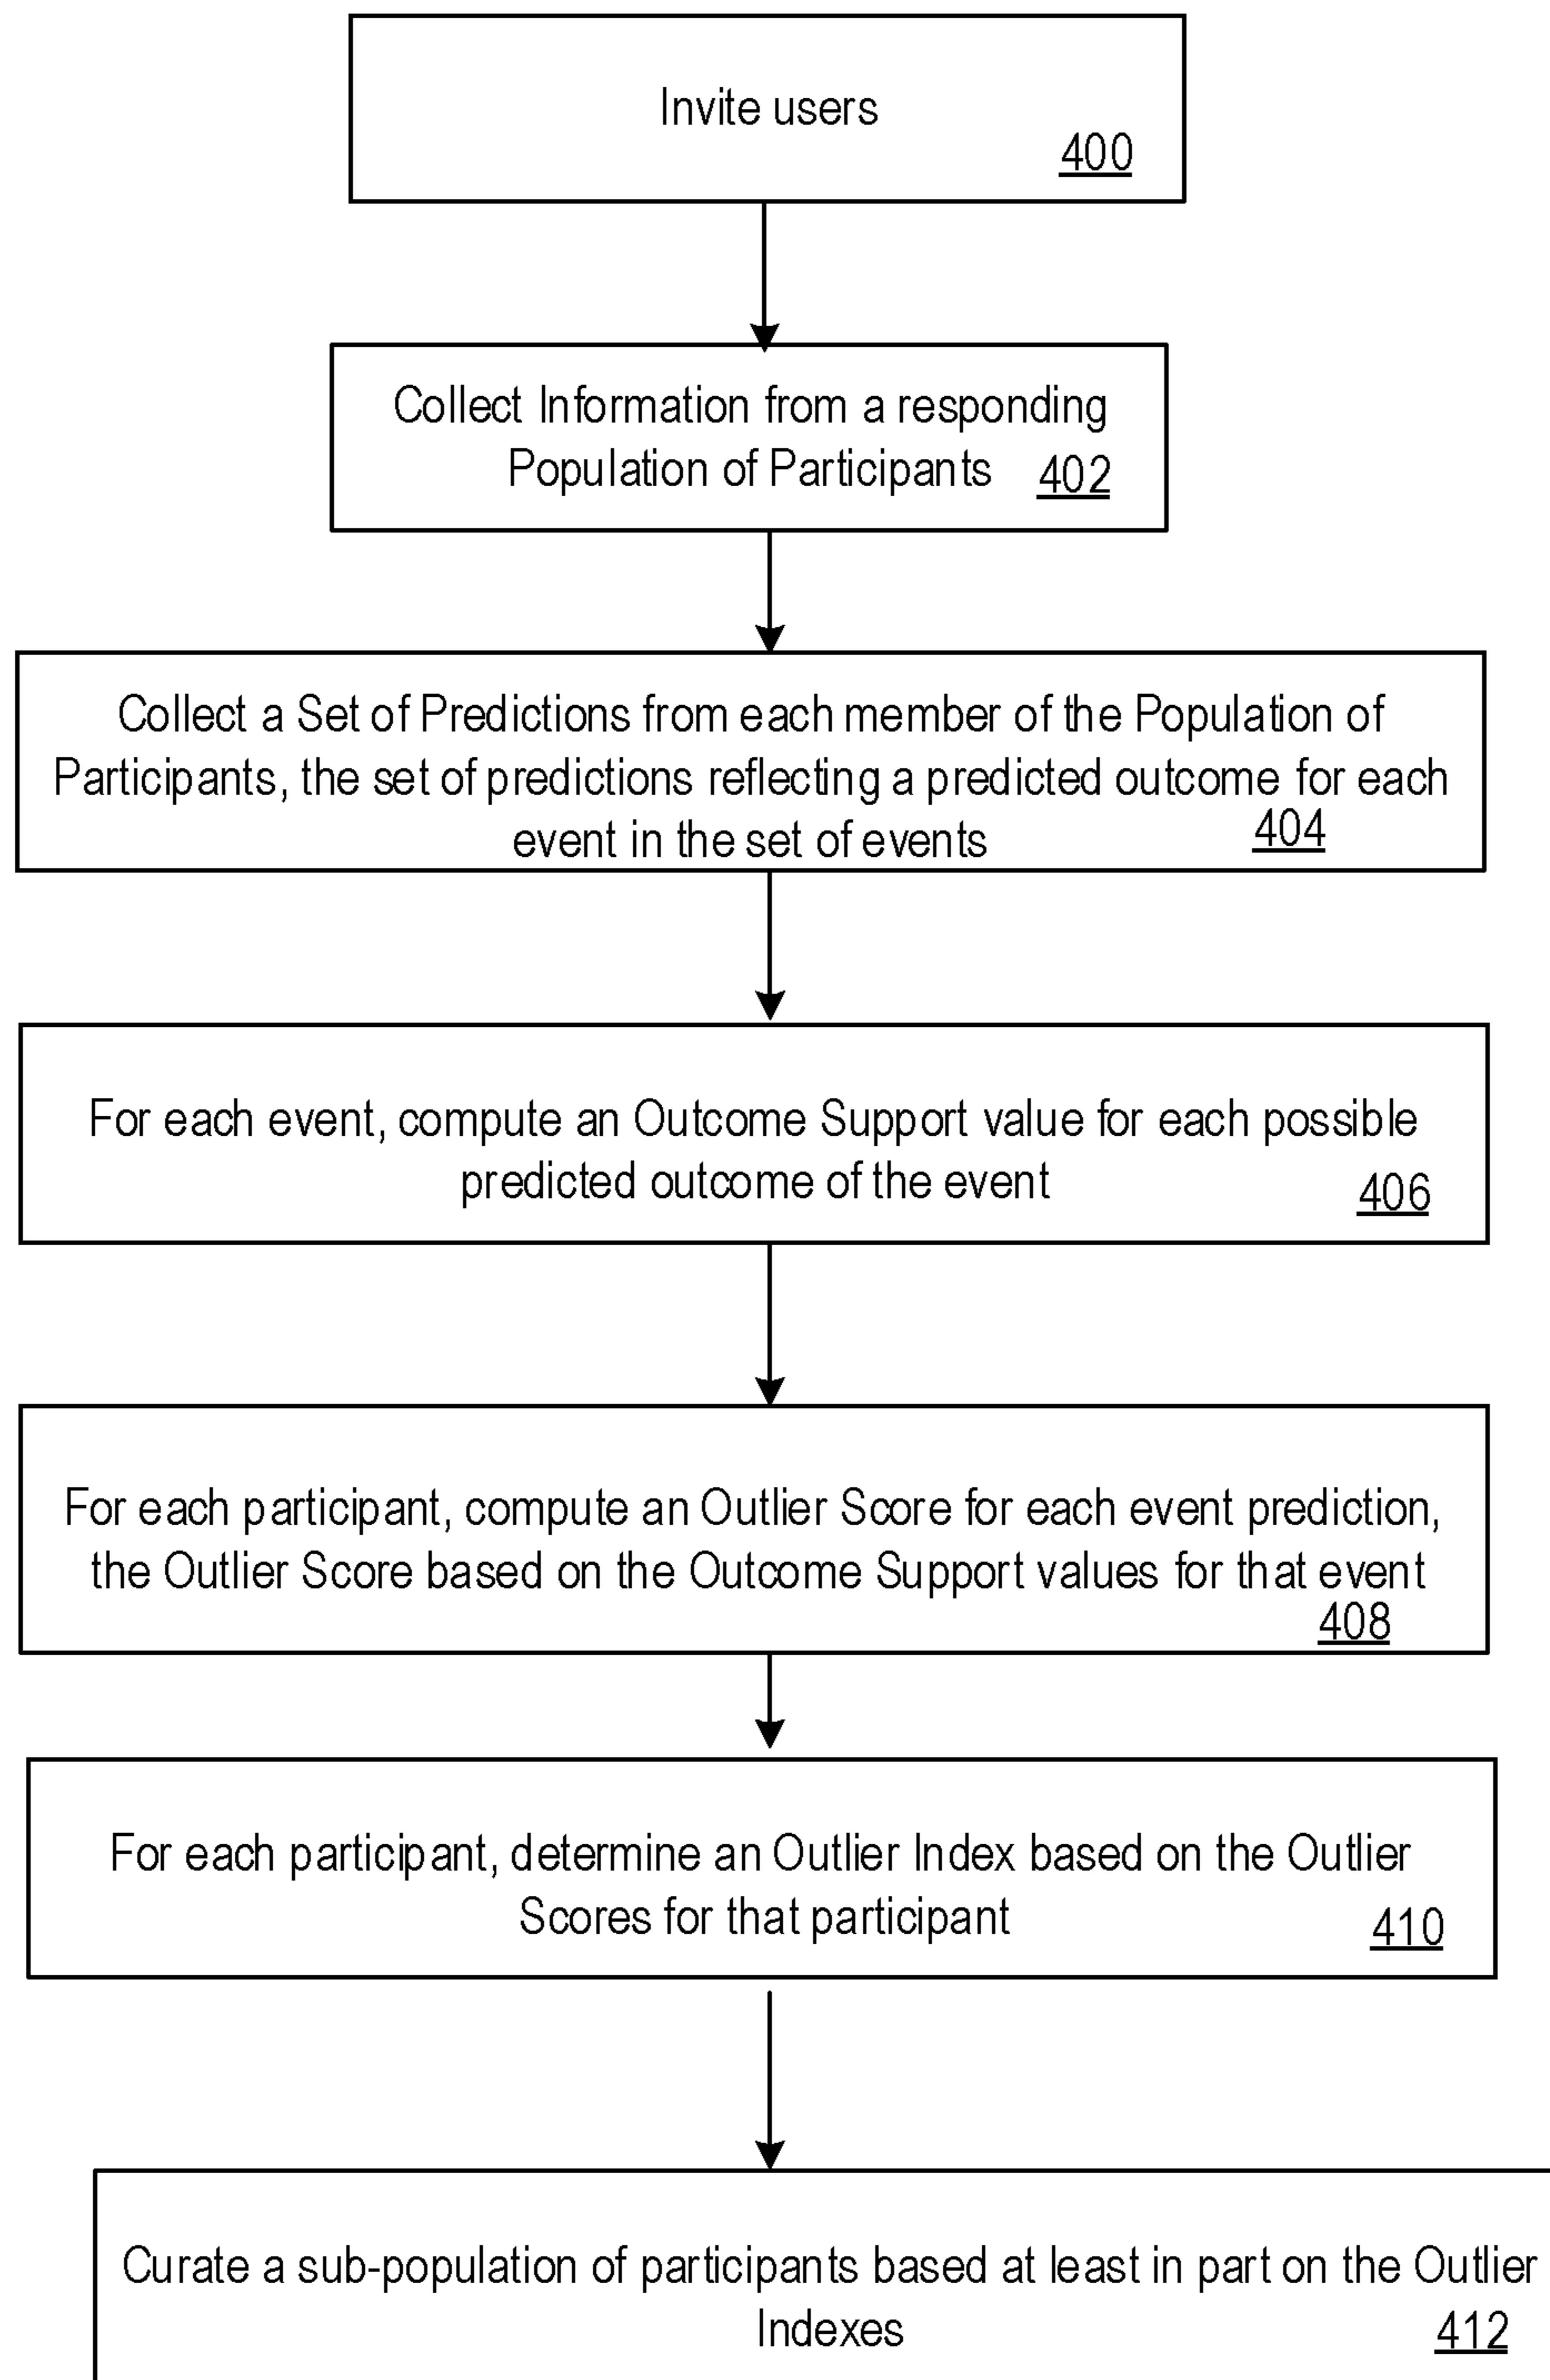 Invite users
400
Collect Information from a responding
Population of Participants 402
Collect a Set of Predictions from each member of the Population of
Participants, the set of predictions reflecting a predicted outcome for each
event in the set of events 404
For each event, compute an Outcome Support value for each possible
predicted outcome of the event 406
For each participant, compute an Outlier Score for each event prediction,
the Outlier Score based on the Outcome Support values for that event
408
For each participant, determine an Outlier Index based on the Outlier
Scores for that participant 410
Curate a sub-population of participants based at least in part on the Outlier
Indexes 412